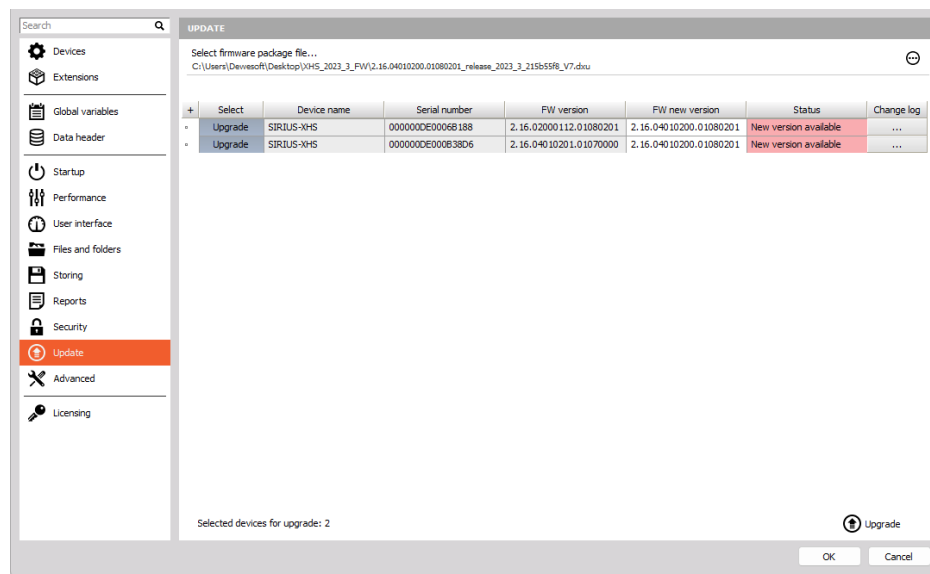 Search
UPDATE
Devices
Extensions
Global variables
Data header
Startup
Performance
User interface
Files and folders
Storing
Reports
Security
Update
Advanced
Licensing
Select firmware package file...
C:\Users\Dewesoft\Desktop\XHS_2023_3_FW\2.16.04010200.01080201_release_2023_3_215b55f8_V7.dxu
+ Select Device name Serial number FW version FW new version Status Change log
Upgrade SIRIUS-XHS 000000DE0006B188 2.16.02000112.01080201 2.16.04010200.01080201 New version available ...
Upgrade SIRIUS-XHS 000000DE000B38D6 2.16.04010201.01070000 2.16.04010200.01080201 New version available ...
Selected devices for upgrade: 2
Upgrade
OK Cancel